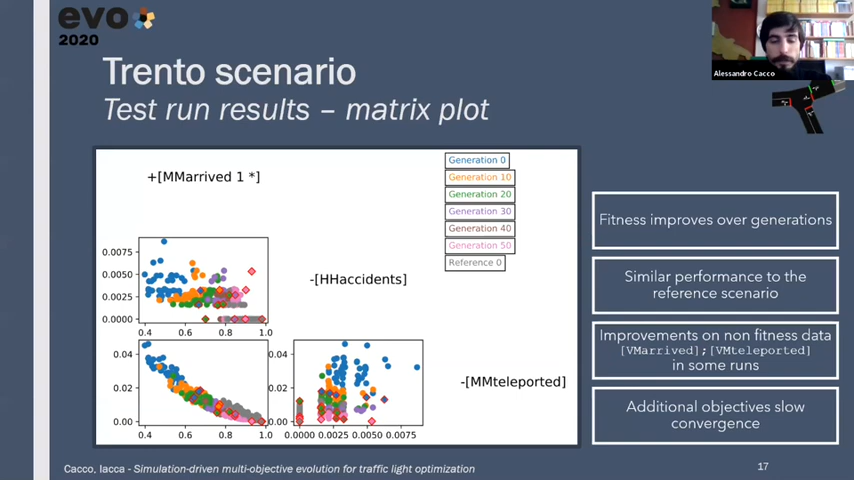 evo
2020
Alessandro Cacco
Trento scenario
Test run results – matrix plot
+[MMarrived 1 *]
Generation 0
Generation 10
Generation 20
Generation 30
Generation 40
Generation 50
Reference 0
0.0075
0.0050
0.0025
0.0000
0.4 0.6 0.8 1.0
-[HHaccidents]
0.04
0.02
0.00
0.4 0.6 0.8 1.0
0.04
0.02
0.00
0.0000 0.0025 0.0050 0.0075
-[MMteleported]
Fitness improves over generations
Similar performance to the
reference scenario
Improvements on non fitness data
[VMarrived];[VMteleported]
in some runs
Additional objectives slow
convergence
Cacco, Iacca - Simulation-driven multi-objective evolution for traffic light optimization
17